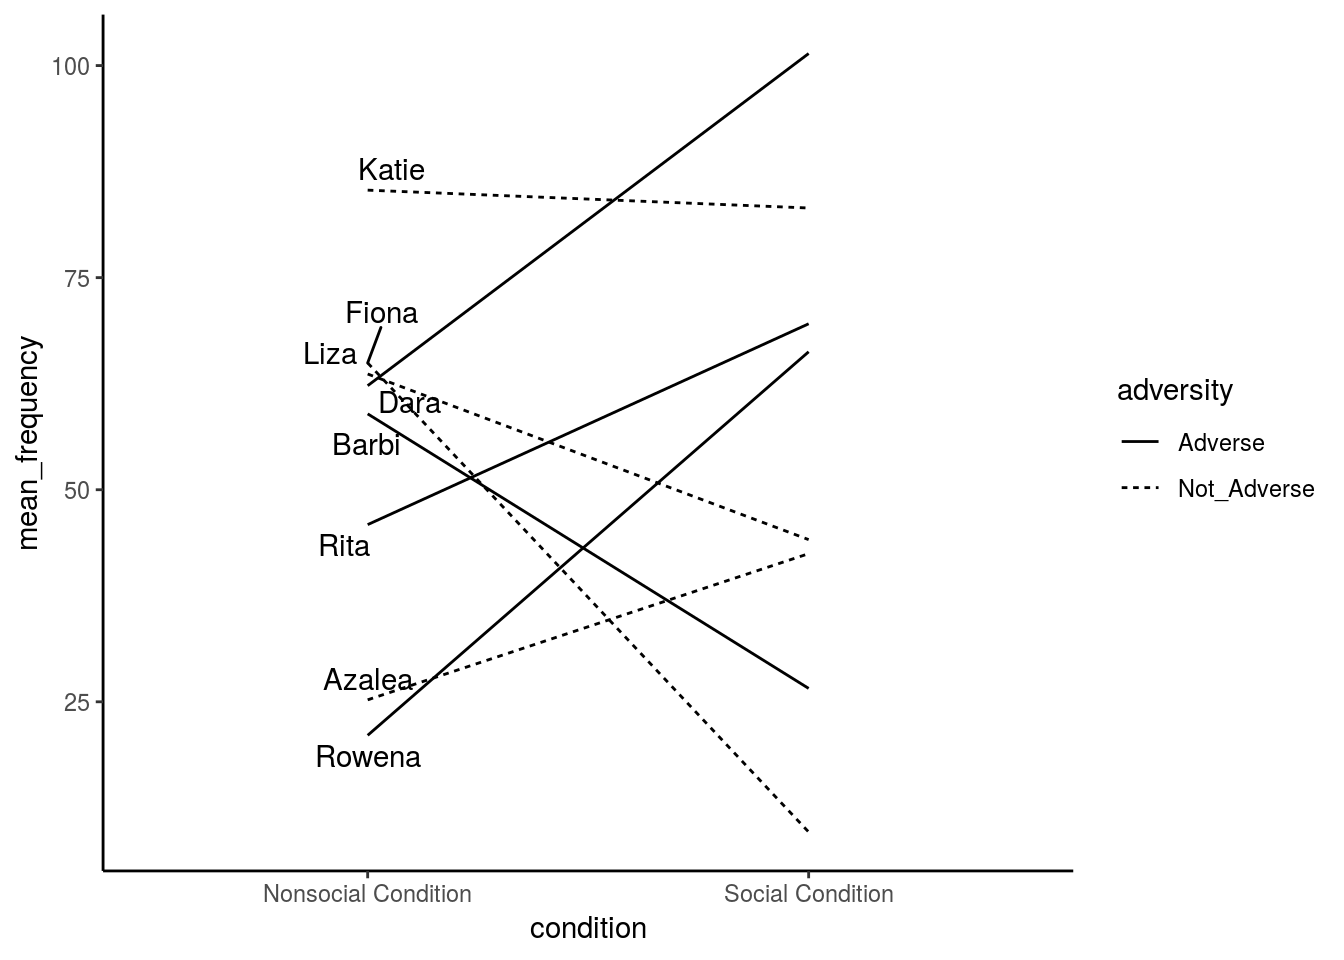 100
75
50
25
mean_frequency
Katie
Fiona
Liza
Dara
Barbi
Rita
Azalea
Rowena
Nonsocial Condition
Social Condition
condition
adversity
Adverse
Not_Adverse